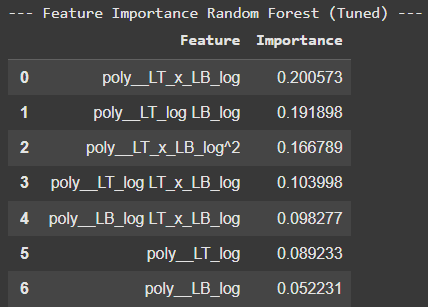 --- Feature Importance Random Forest (Tuned) ---
Feature Importance
0 poly__LT_x_LB_log 0.200573
1 poly__LT_log LB_log 0.191898
2 poly__LT_x_LB_log^2 0.166789
3 poly__LT_log LT_x_LB_log 0.103998
4 poly__LB_log LT_x_LB_log 0.098277
5 poly__LT_log 0.089233
6 poly__LB_log 0.052231